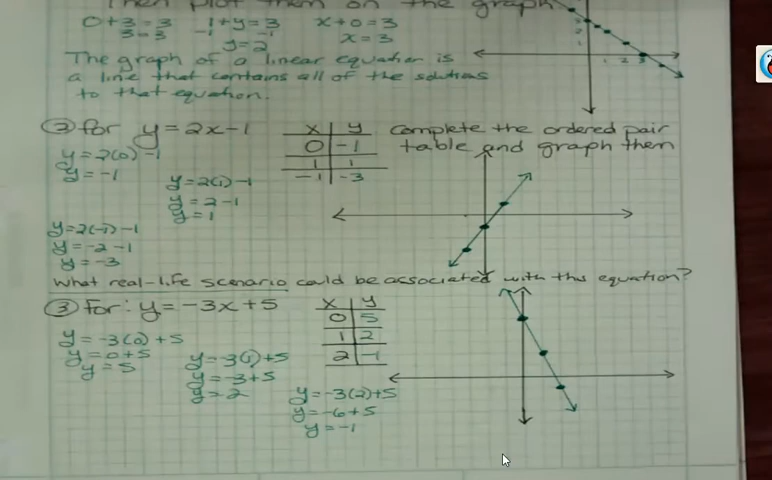 Then plot them on the graph
0+3=3 1+y=3 x+0=3
3=3 -1 -1 x=3
y=2
The graph of a linear equation is
a line that contains all of the solutions
to that equation.
1 2 3
② for y=2x-1 x y Complete the ordered pair
0 -1 table and graph them
1 1
-1 -3
y=2(0)-1
y=-1
y=2(1)-1
y=2-1
y=1
y=2(-1)-1
y=-2-1
y=-3
What real-life scenario could be associated with this equation?
③ for: y=-3x+5 x y
0 5
1 2
2 -1
y=-3(0)+5
y=0+5
y=5
y=-3(1)+5
y=-3+5
y=2
y=-3(2)+5
y=-6+5
y=-1